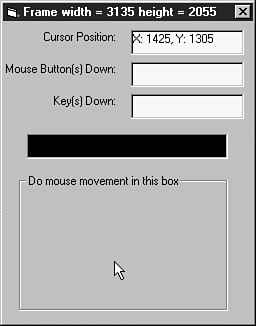 Frame width = 3135 height = 2055
Cursor Position: X: 1425, Y: 1305
Mouse Button(s) Down:
Key(s) Down:
Do mouse movement in this box